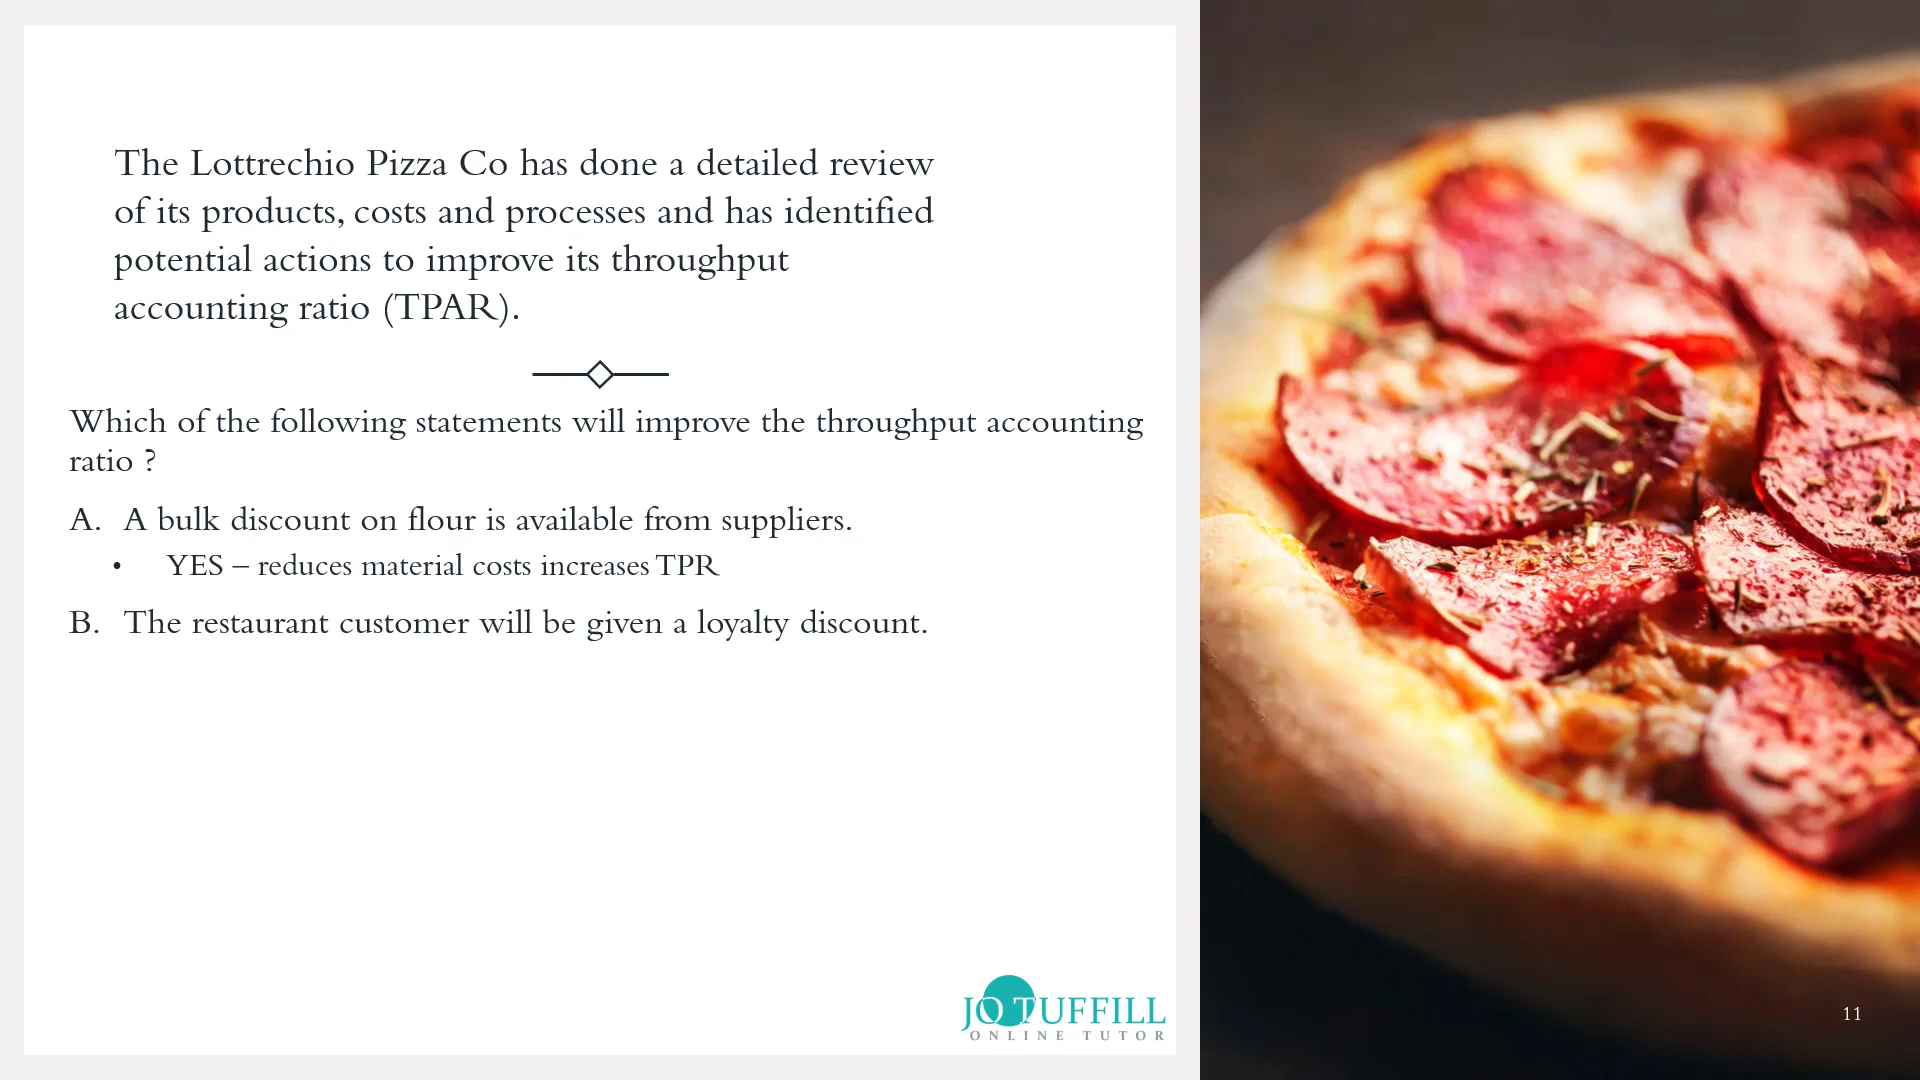 The Lottrechio Pizza Co has done a detailed review
of its products, costs and processes and has identified
potential actions to improve its throughput
accounting ratio (TPAR).
Which of the following statements will improve the throughput accounting
ratio ?
A. A bulk discount on flour is available from suppliers.
• YES – reduces material costs increases TPR
B. The restaurant customer will be given a loyalty discount.
JO TUFFILL
ONLINE TUTOR
11